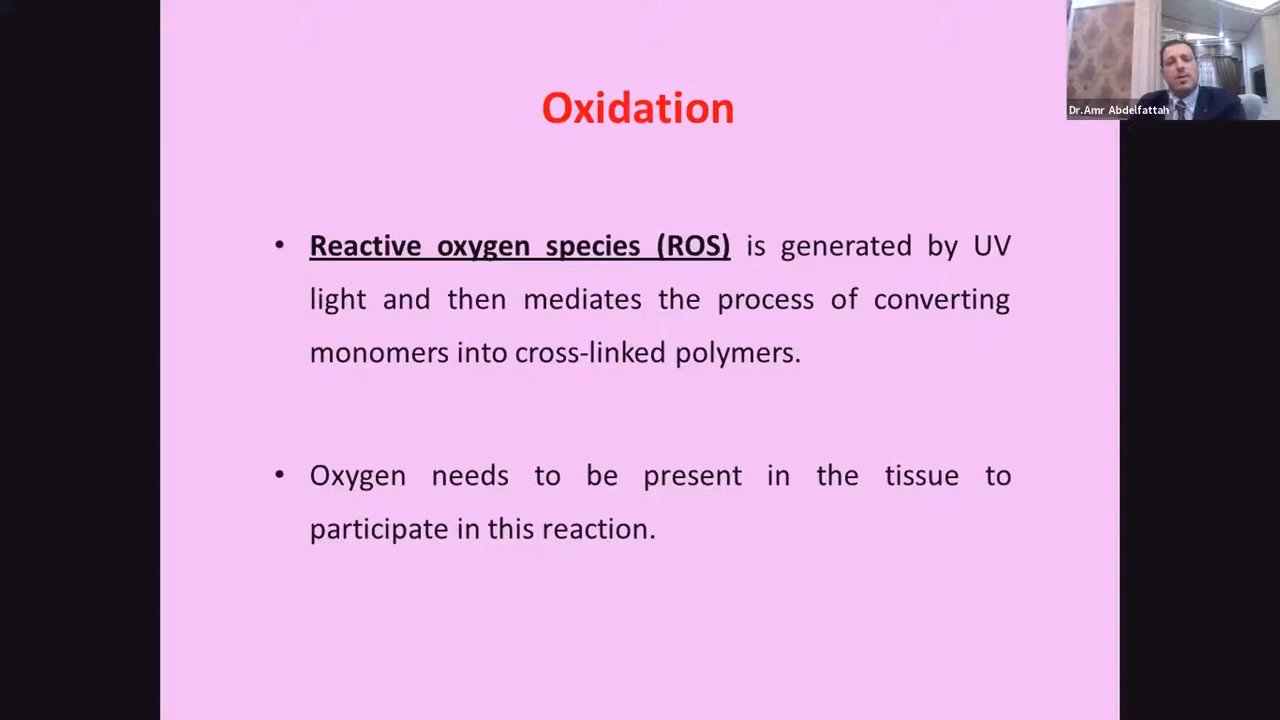 Oxidation
Dr.Amr Abdelfattah
• Reactive oxygen species (ROS) is generated by UV
light and then mediates the process of converting
monomers into cross-linked polymers.
• Oxygen needs to be present in the tissue to
participate in this reaction.